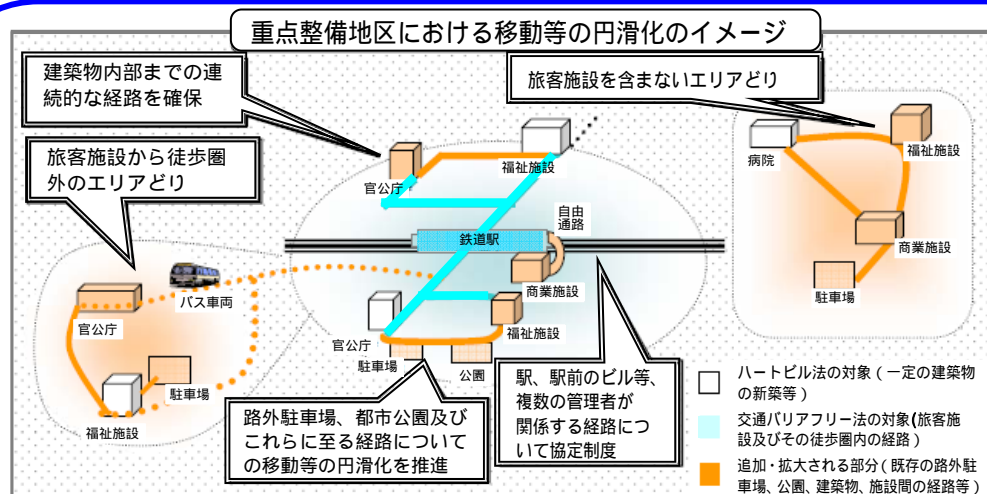 重点整備地区における移動等の円滑化のイメージ
建築物内部までの連
続的な経路を確保
旅客施設を含まないエリアどり
旅客施設から徒歩圏
外のエリアどり
官公庁
福祉施設
自由
通路
鉄道駅
商業施設
福祉施設
官公庁
駐車場
公園
バス車両
官公庁
駐車場
福祉施設
病院
福祉施設
商業施設
駐車場
路外駐車場、都市公園及び
これらに至る経路について
の移動等の円滑化を推進
駅、駅前のビル等、
複数の管理者が
関係する経路につ
いて協定制度
ハートビル法の対象（一定の建築物
の新築等）
交通バリアフリー法の対象(旅客施
設及びその徒歩圏内の経路）
追加・拡大される部分（既存の路外駐
車場、公園、建築物、施設間の経路等）